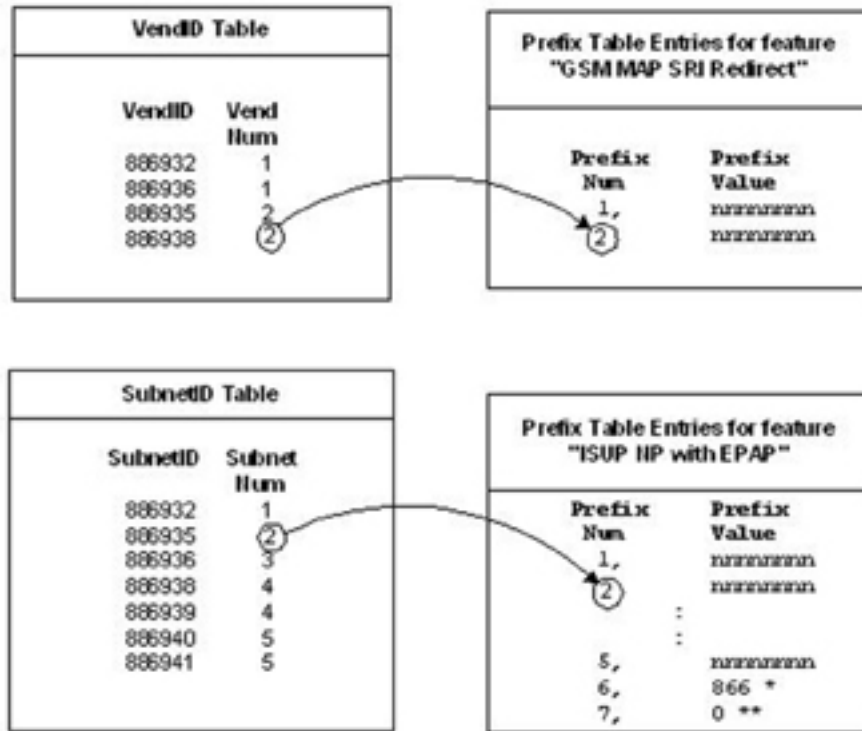 VendID Table
VendID Vend
Num
886932 1
886936 1
886935 2
886938 2
Prefix Table Entries for feature
"GSM MAP SRI Redirect"
Prefix Prefix
Num Value
1, nnnnnnnn
2 nnnnnnnn
SubnetID Table
SubnetID Subnet
Num
886932 1
886935 2
886936 3
886938 4
886939 4
886940 5
886941 5
Prefix Table Entries for feature
"ISUP NP with EPAP"
Prefix Prefix
Num Value
1, nnnnnnnn
2 nnnnnnnn
:
:
5, nnnnnnnn
6, 866 *
7, 0 **